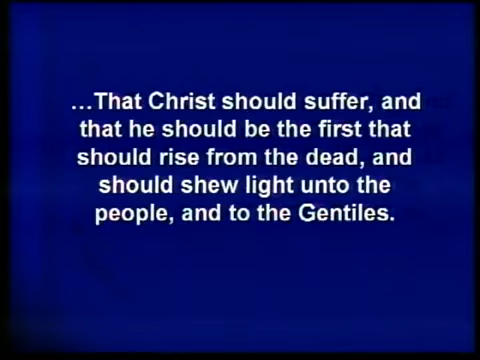 ...That Christ should suffer, and
that he should be the first that
should rise from the dead, and
should shew light unto the
people, and to the Gentiles.